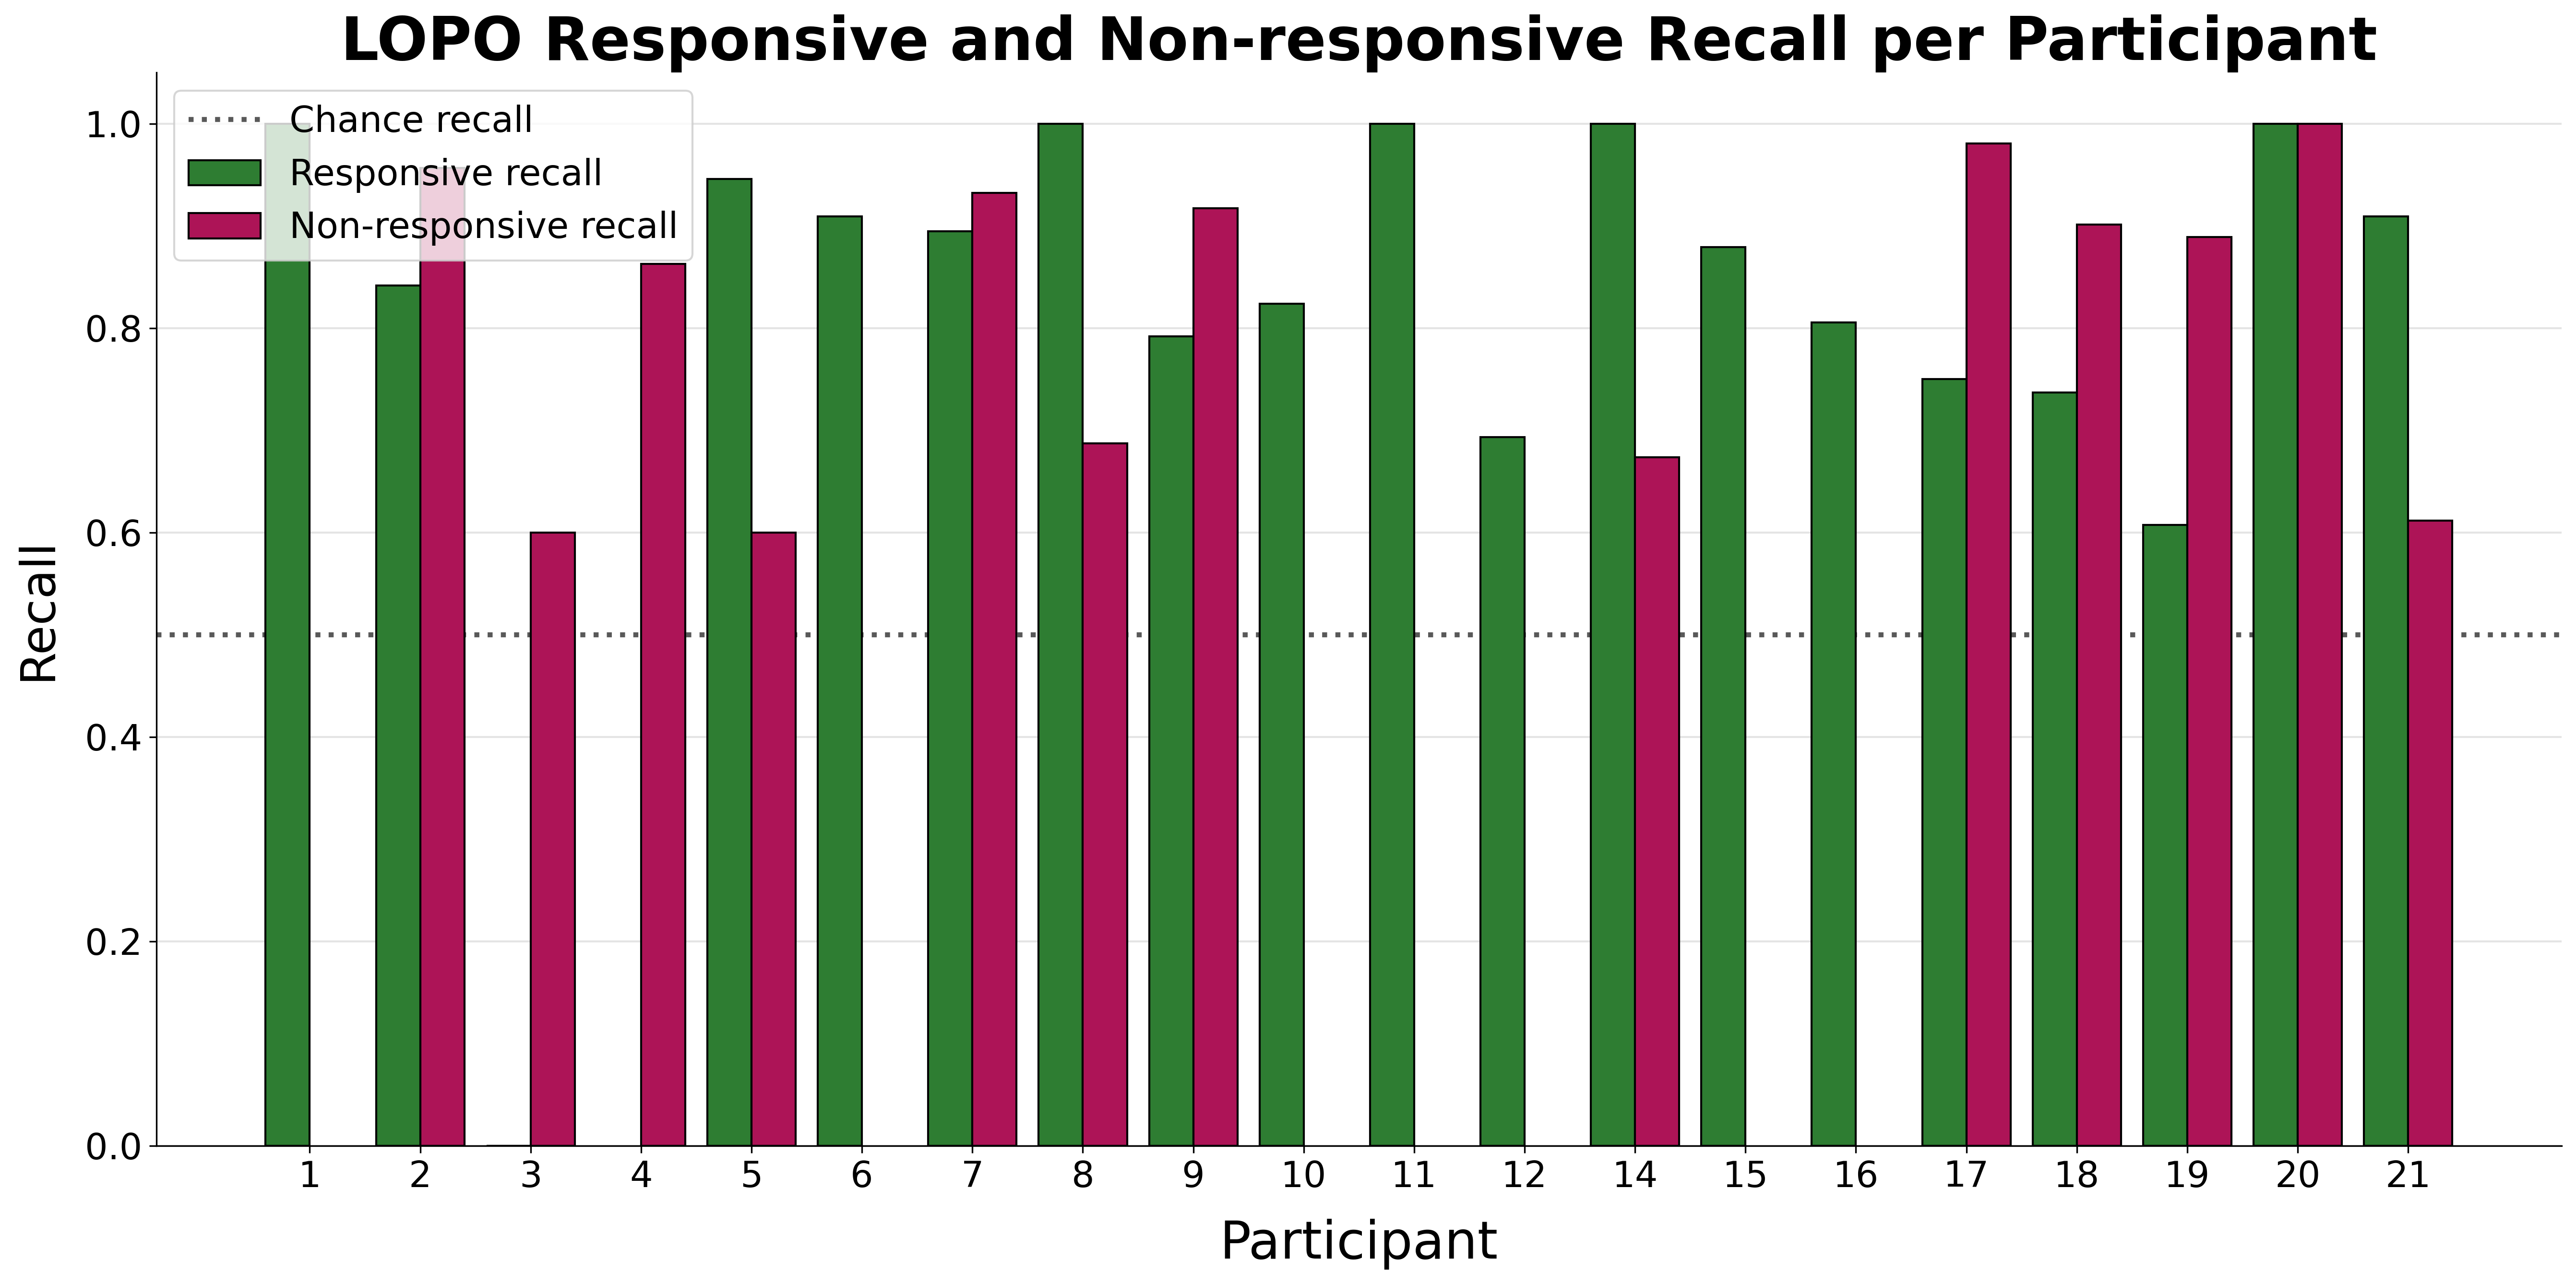 LOPO Responsive and Non-responsive Recall per Participant
Chance recall
Responsive recall
Non-responsive recall
1.0
0.8
0.6
0.4
0.2
0.0
Recall
1 2 3 4 5 6 7 8 9 10 11 12 14 15 16 17 18 19 20 21
Participant